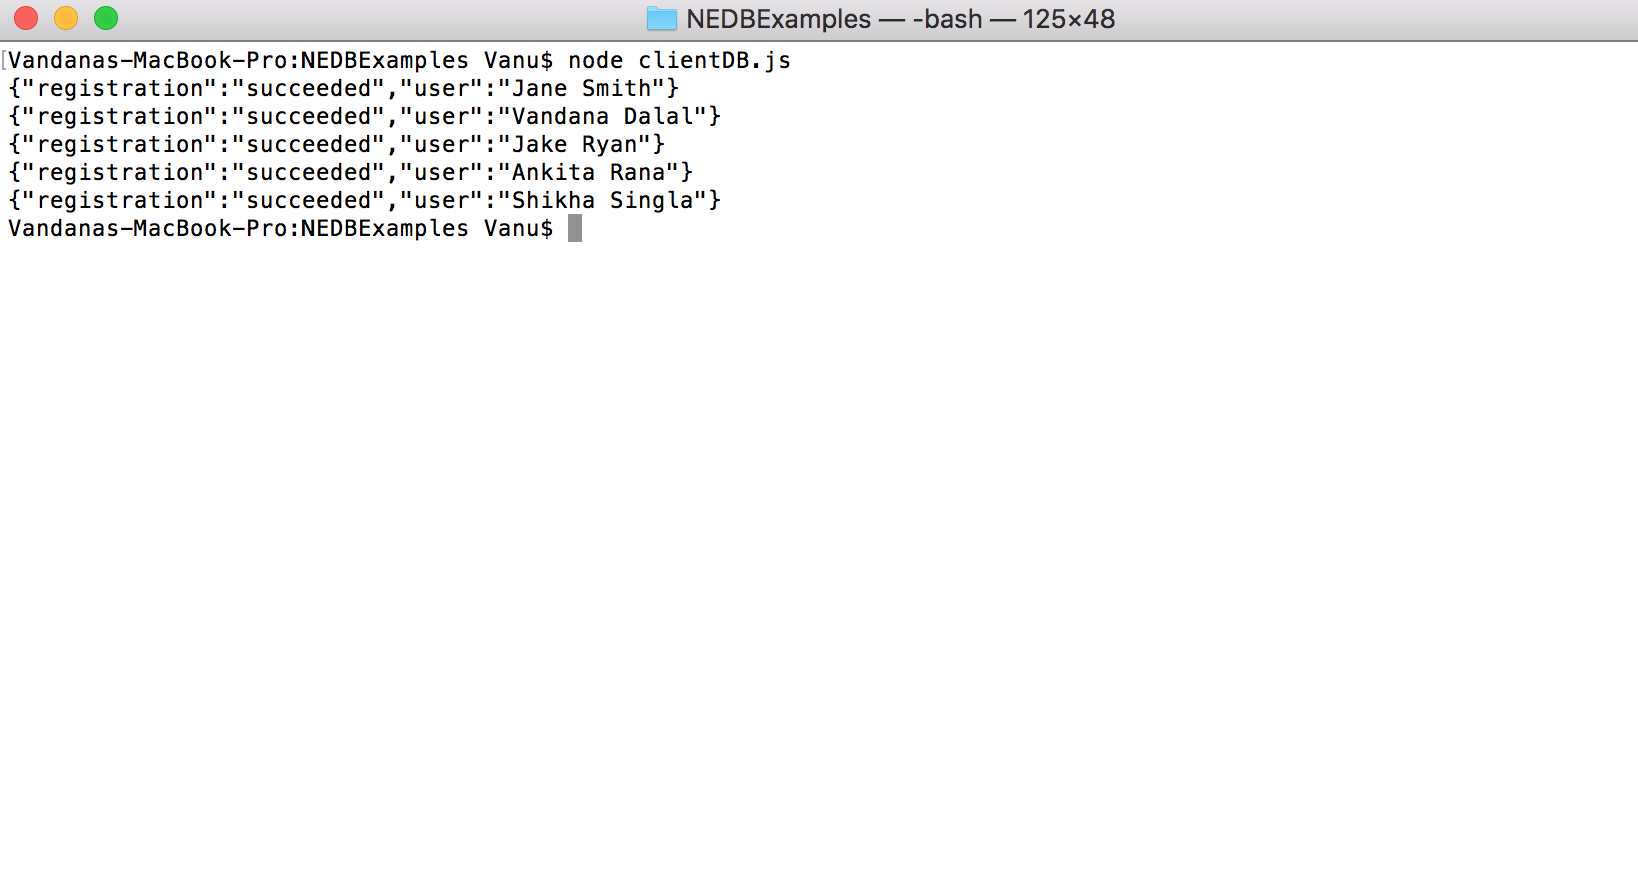 NEDBExamples — -bash — 125×48
Vandanas-MacBook-Pro:NEDBExamples Vanu$ node clientDB.js
{"registration":"succeeded","user":"Jane Smith"}
{"registration":"succeeded","user":"Vandana Dalal"}
{"registration":"succeeded","user":"Jake Ryan"}
{"registration":"succeeded","user":"Ankita Rana"}
{"registration":"succeeded","user":"Shikha Singla"}
Vandanas-MacBook-Pro:NEDBExamples Vanu$